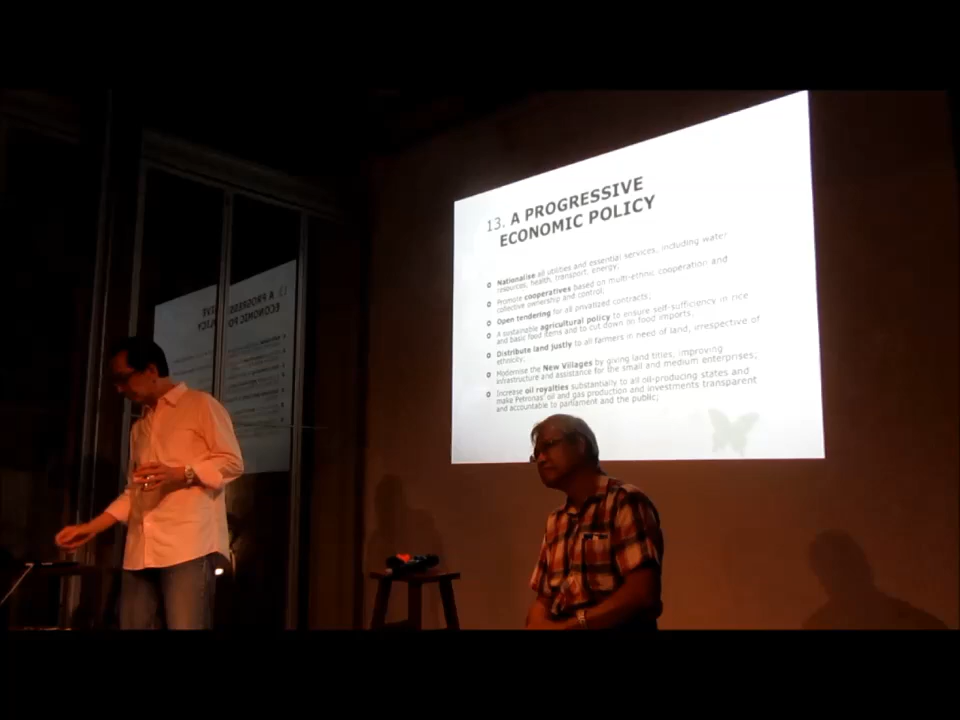 13. A PROGRESSIVE
ECONOMIC POLICY
Nationalise all utilities and essential services, including water
resources, health, transport, energy;
Promote cooperatives based on multi-ethnic cooperation and
collective ownership and control;
Open tendering for all privatized contracts;
A sustainable agricultural policy to ensure self-sufficiency in rice
and basic food items and to cut down on food imports.
Distribute land justly to all farmers in need of land, irrespective of
ethnicity;
Modernise the New Villages by giving land titles, improving
infrastructure and assistance for the small and medium enterprises;
Increase oil royalties substantially to all oil-producing states and
make Petronas' oil and gas production and investments transparent
and accountable to parliament and the public;
13.
A PROGRESSIVE
ECONOMIC POLICY